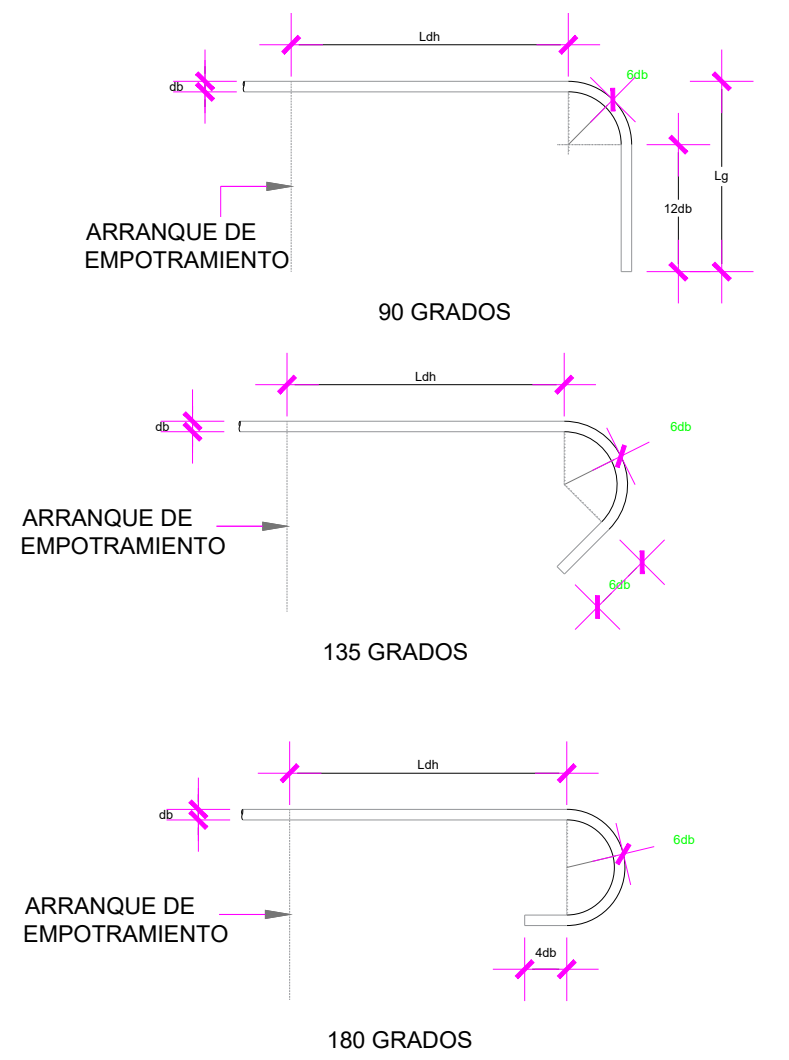 Ldh
6db
db
Lg
12db
ARRANQUE DE
EMPOTRAMIENTO
90 GRADOS
Ldh
db
6db
ARRANQUE DE
EMPOTRAMIENTO
6db
135 GRADOS
Ldh
db
6db
ARRANQUE DE
EMPOTRAMIENTO
4db
180 GRADOS